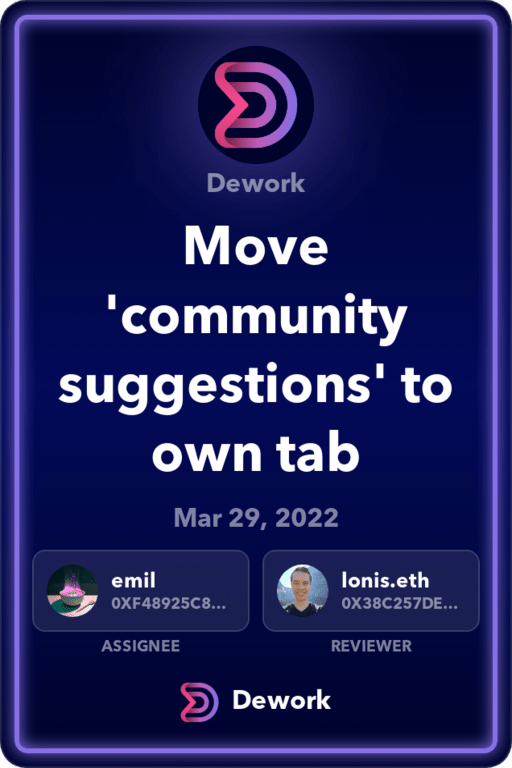 Dework
Move
'community
suggestions' to
own tab
Mar 29, 2022
emil
0XF48925C8...
ASSIGNEE
lonis.eth
0X38C257DE...
REVIEWER
Dework